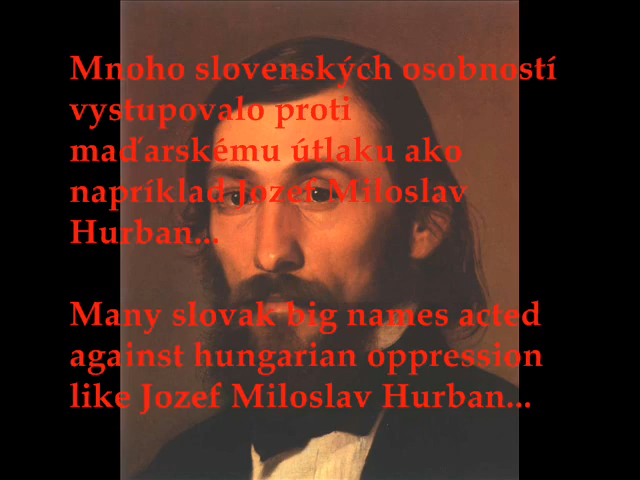 Mnoho slovenských osobností
vystupovalo proti
maďarskému útlaku ako
napríklad Jozef Miloslav
Hurban...
Many slovak big names acted
against hungarian oppression
like Jozef Miloslav Hurban...